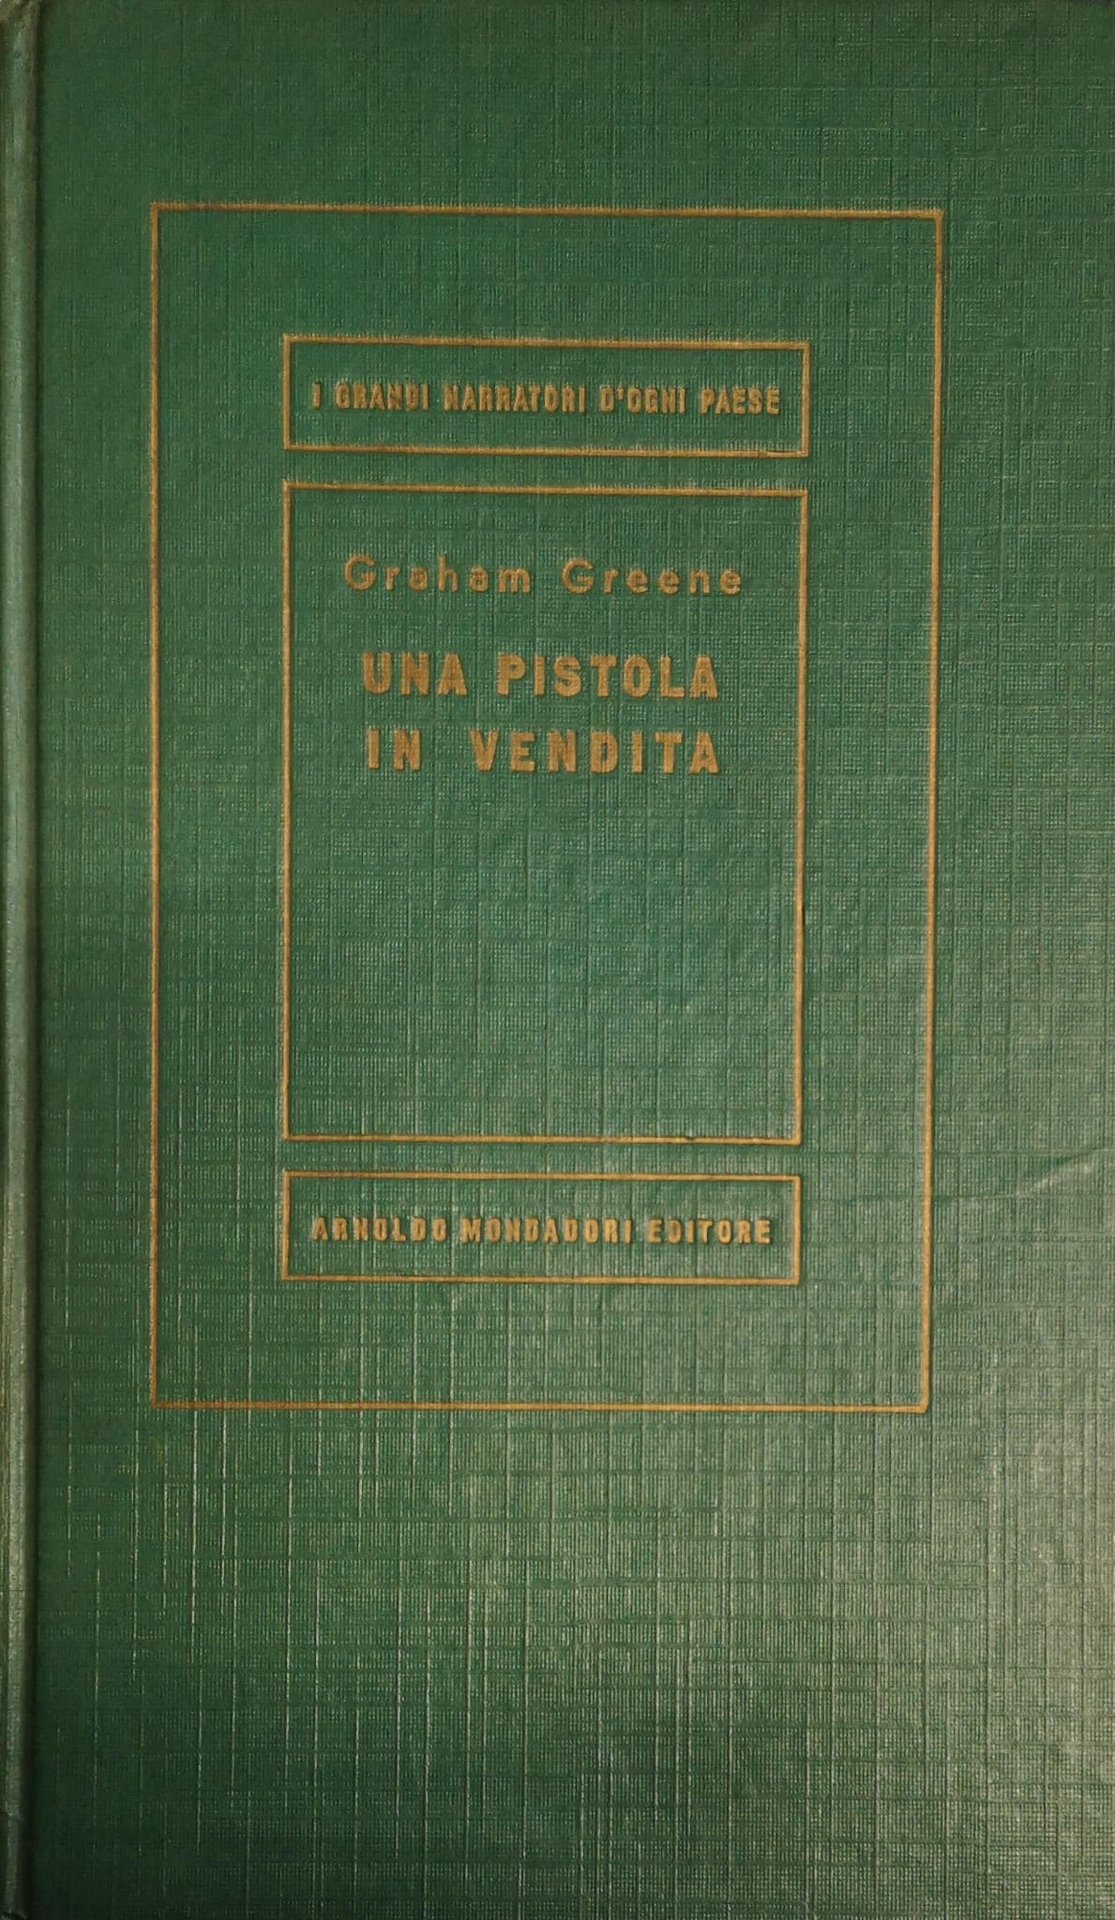 I GRANDI NARRATORI D'OGNI PAESE
Graham Greene
UNA PISTOLA
IN VENDITA
ARNOLDO MONDADORI EDITORE